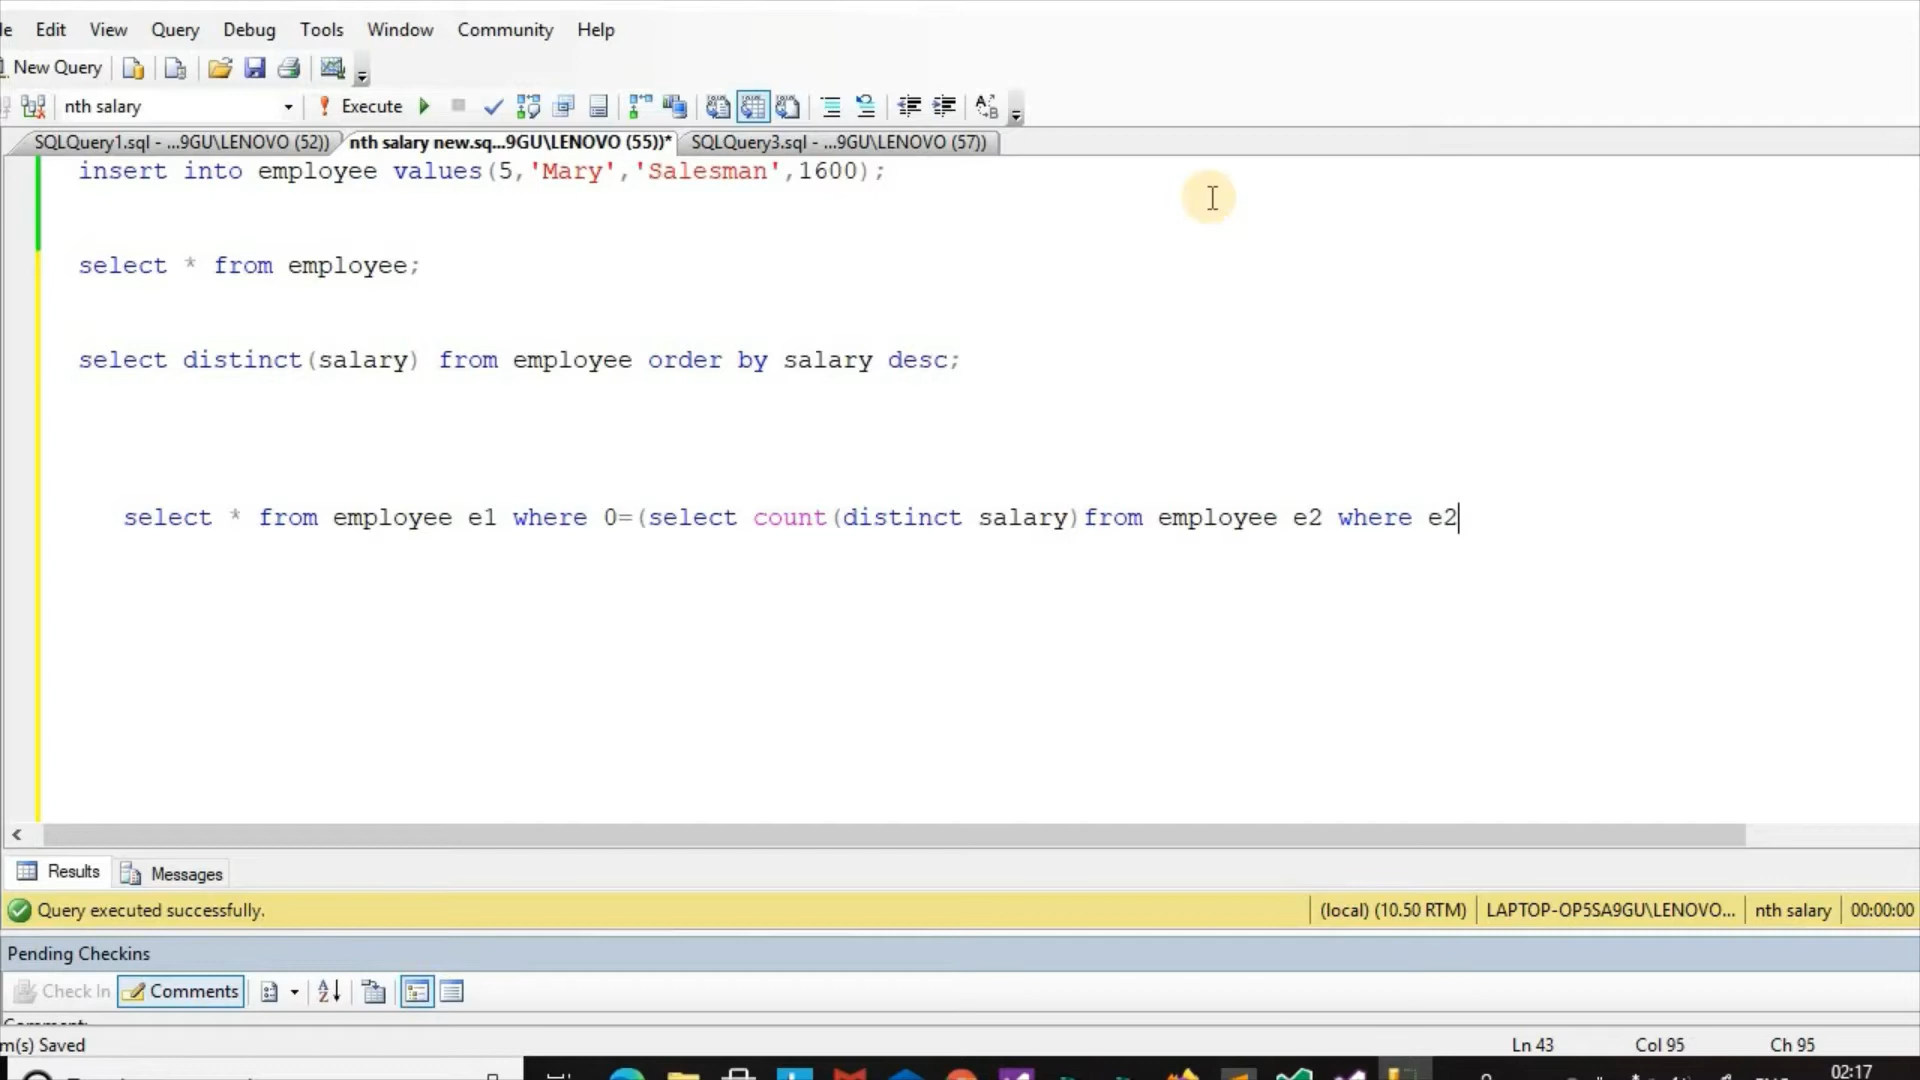 Edit View Query Debug Tools Window Community Help
New Query
nth salary Execute
SQLQuery1.sql - ...9GU\LENOVO (52)) nth salary new.sq...9GU\LENOVO (55))* SQLQuery3.sql - ...9GU\LENOVO (57))
insert into employee values(5,'Mary','Salesman',1600);
select * from employee;
select distinct(salary) from employee order by salary desc;
select * from employee e1 where 0=(select count(distinct salary)from employee e2 where e2
Results Messages
Query executed successfully. (local) (10.50 RTM) LAPTOP-OP5SA9GU\LENOVO... nth salary 00:00:00
Pending Checkins
Check In Comments
m(s) Saved Ln 43 Col 95 Ch 95
02:17